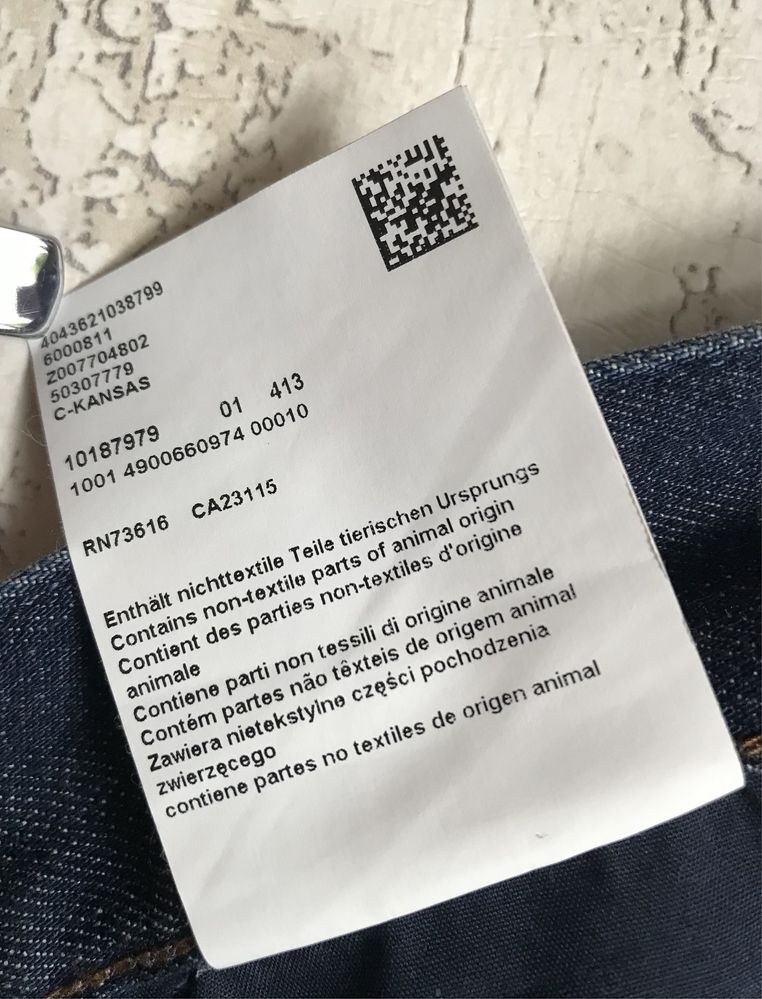 4043621038799
6000811
Z007704802
50307779
C-KANSAS
10187979 01 413
1001 4900660974 00010
RN73616 CA23115
Enthält nichttextile Teile tierischen Ursprungs
Contains non-textile parts of animal origin
Contient des parties non-textiles d'origine
animale
Contiene parti non tessili di origine animale
Contém partes não têxteis de origem animal
Zawiera nietekstylne części pochodzenia
zwierzęcego
contiene partes no textiles de origen animal